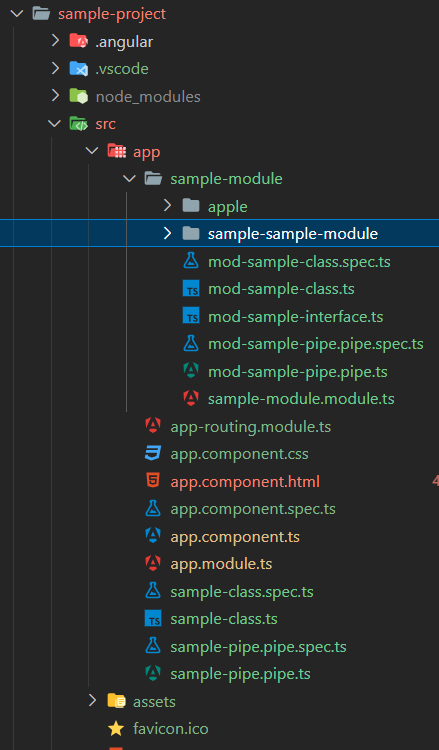 sample-project
.angular
.vscode
node_modules
src
app
sample-module
apple
sample-sample-module
mod-sample-class.spec.ts
TS mod-sample-class.ts
TS mod-sample-interface.ts
mod-sample-pipe.pipe.spec.ts
mod-sample-pipe.pipe.ts
sample-module.module.ts
app-routing.module.ts
app.component.css
app.component.html 4
app.component.spec.ts
app.component.ts
app.module.ts
sample-class.spec.ts
TS sample-class.ts
sample-pipe.pipe.spec.ts
sample-pipe.pipe.ts
assets
favicon.ico